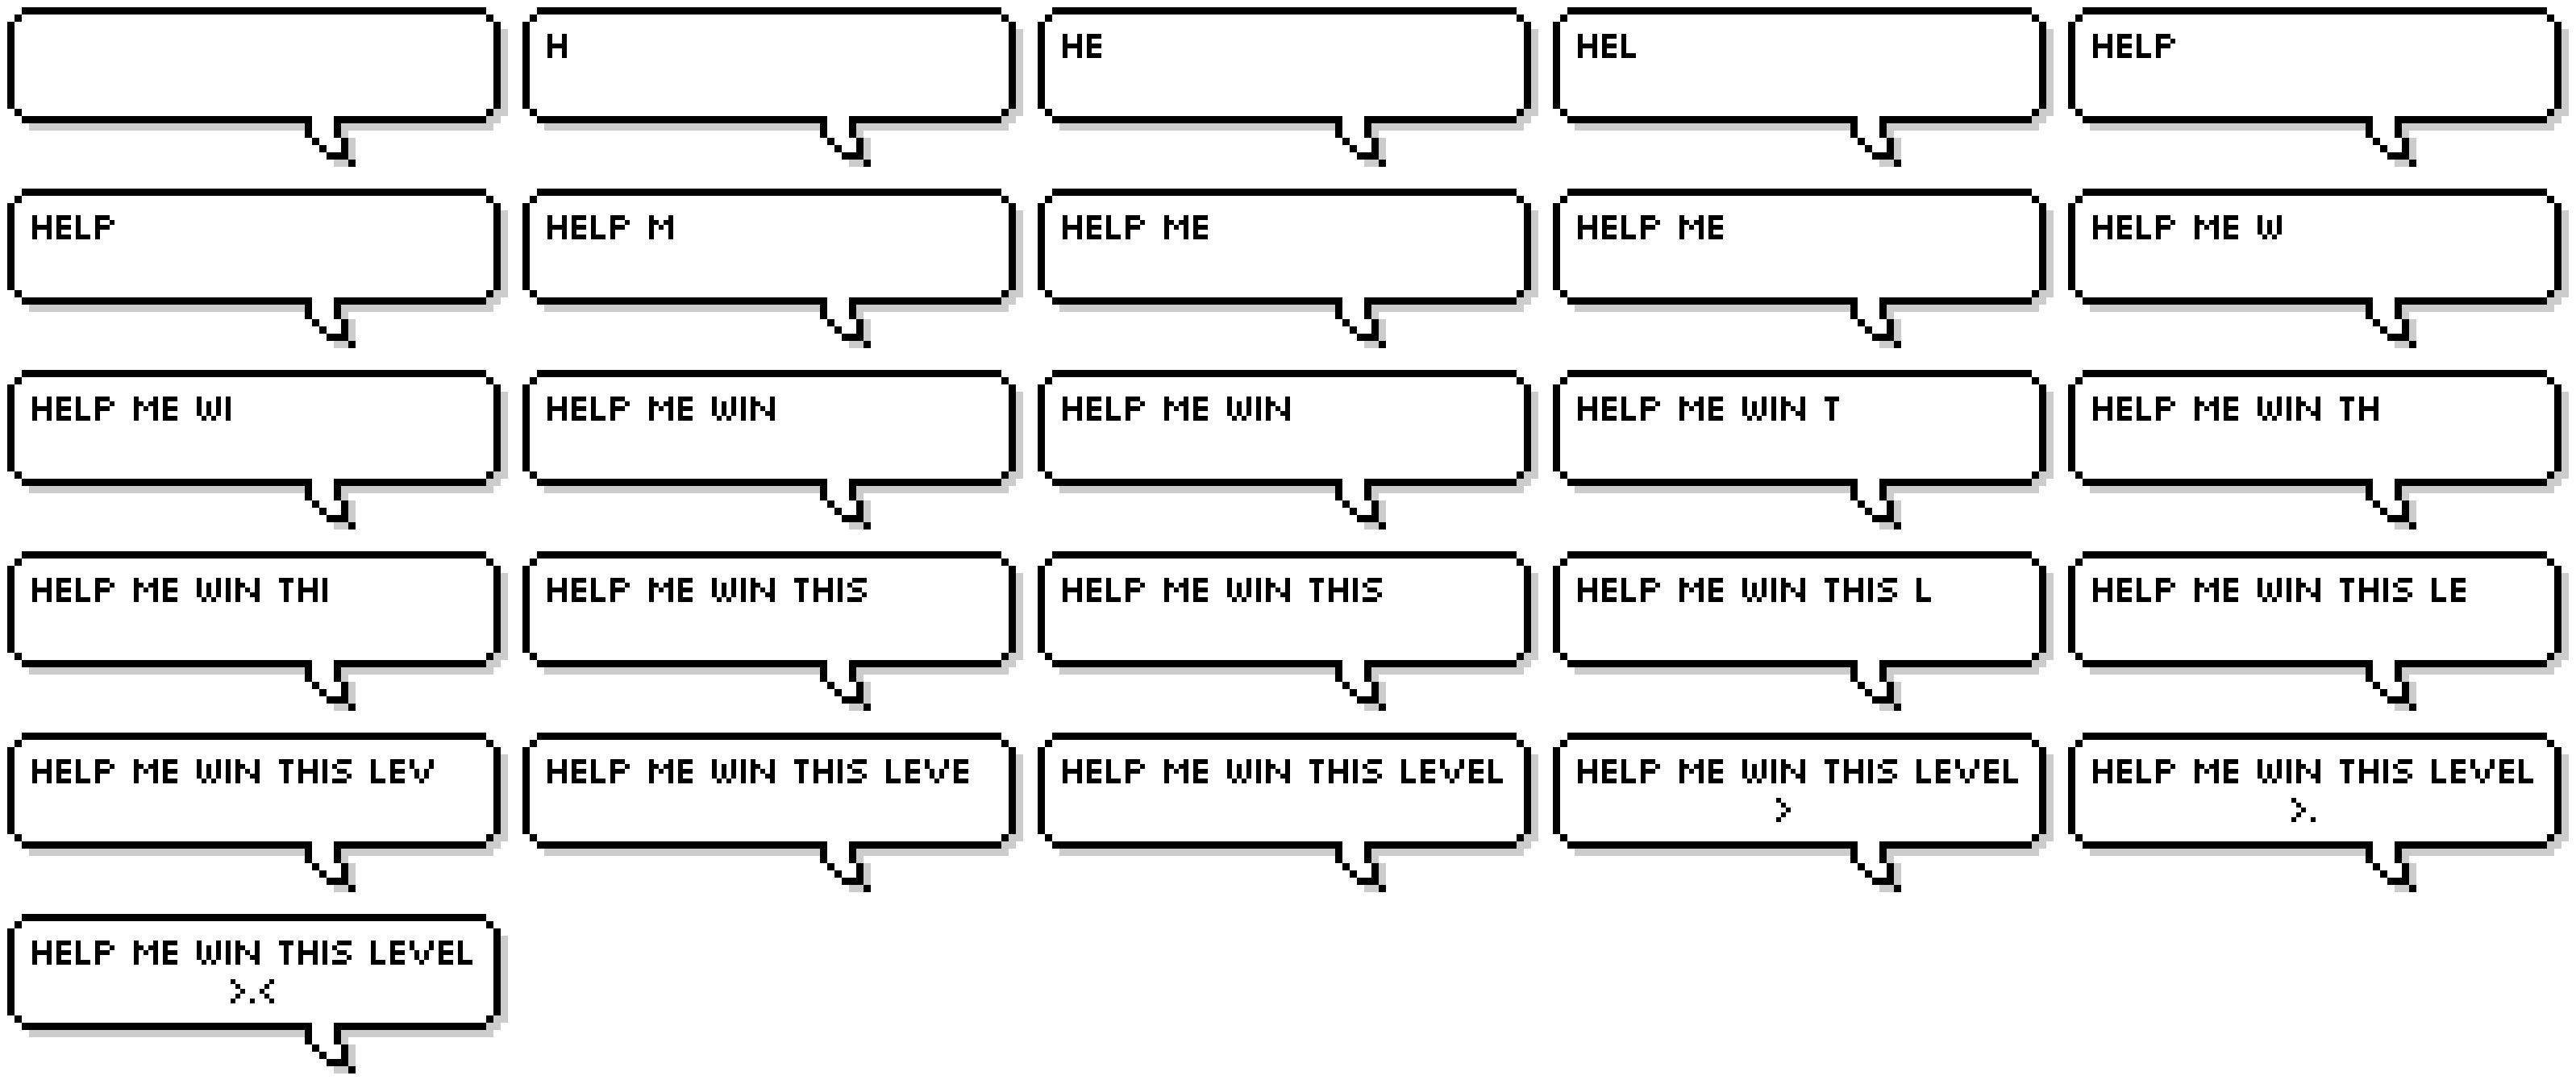 H
HE
HEL
HELP
HELP
HELP M
HELP ME
HELP ME
HELP ME W
HELP ME WI
HELP ME WIN
HELP ME WIN
HELP ME WIN T
HELP ME WIN TH
HELP ME WIN THI
HELP ME WIN THIS
HELP ME WIN THIS
HELP ME WIN THIS L
HELP ME WIN THIS LE
HELP ME WIN THIS LEV
HELP ME WIN THIS LEVE
HELP ME WIN THIS LEVEL
HELP ME WIN THIS LEVEL
>
HELP ME WIN THIS LEVEL
>.
HELP ME WIN THIS LEVEL
>.<